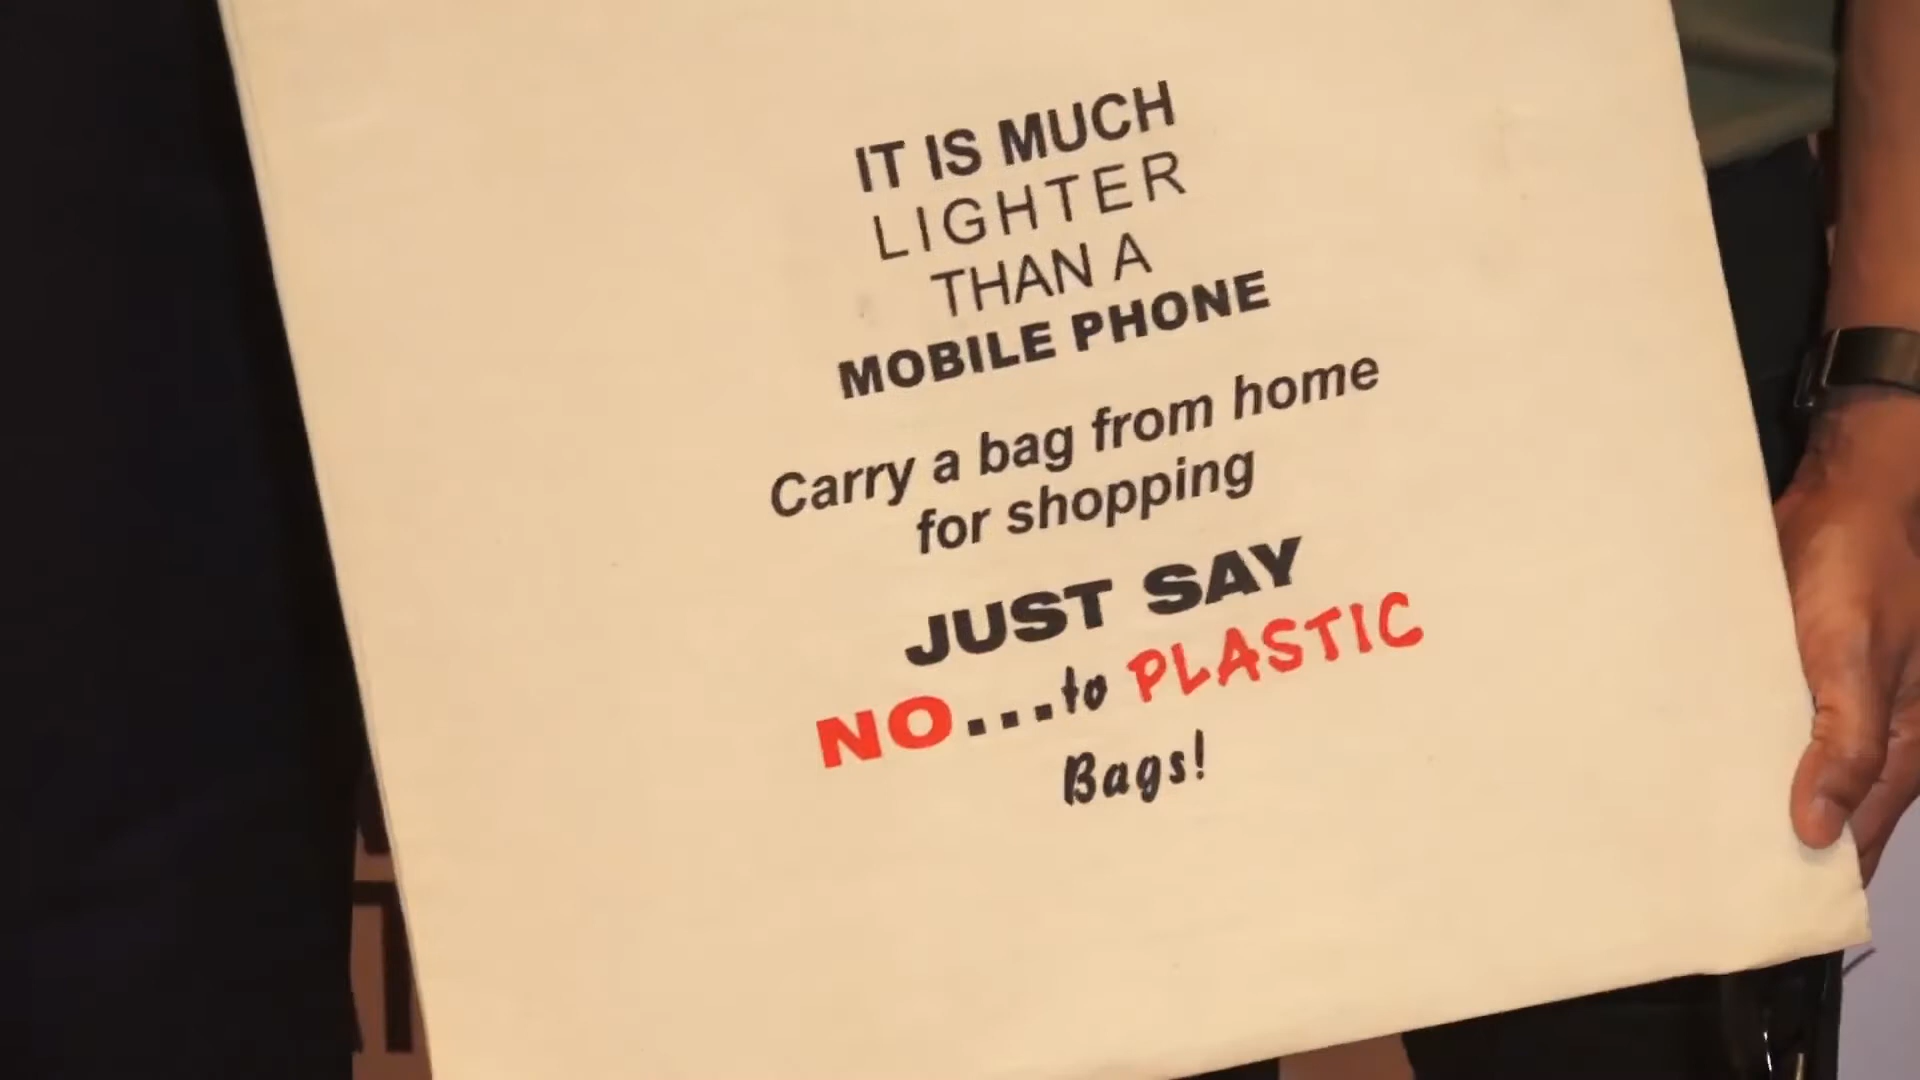 IT IS MUCH
LIGHTER
THAN A
MOBILE PHONE
Carry a bag from home
for shopping
JUST SAY
NO...to PLASTIC
Bags!